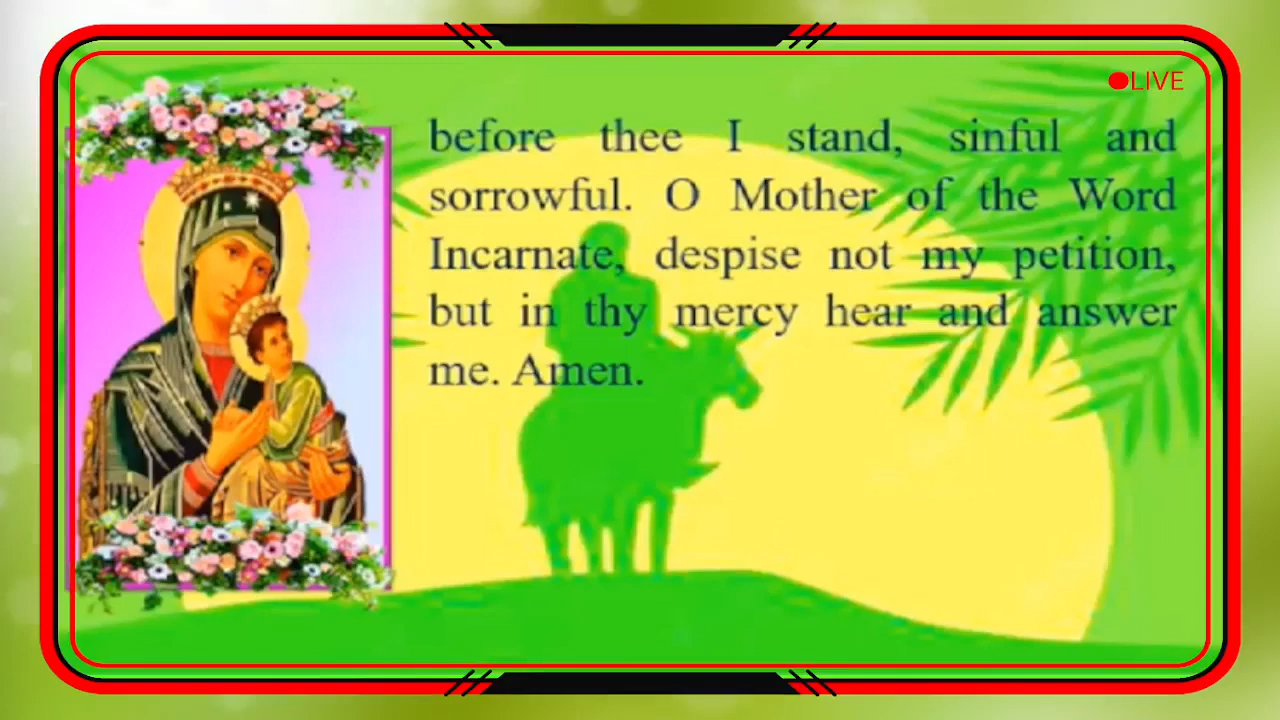 LIVE
before thee I stand, sinful and
sorrowful. O Mother of the Word
Incarnate, despise not my petition,
but in thy mercy hear and answer
me. Amen.